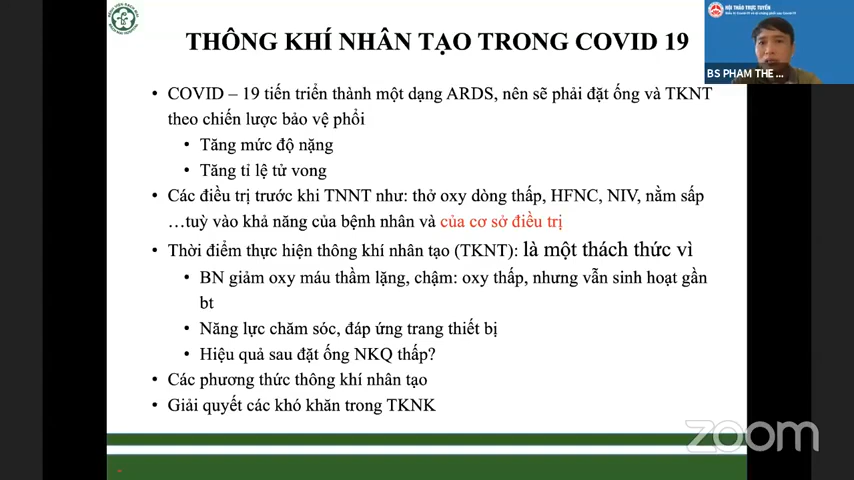 THÔNG KHÍ NHÂN TẠO TRONG COVID 19
HỘI THẢO TRỰC TUYẾN
BS PHAM THE ...
• COVID – 19 tiến triển thành một dạng ARDS, nên sẽ phải đặt ống và TKNT
theo chiến lược bảo vệ phổi
• Tăng mức độ nặng
• Tăng tỉ lệ tử vong
• Các điều trị trước khi TNNT như: thở oxy dòng thấp, HFNC, NIV, nằm sấp
…tuỳ vào khả năng của bệnh nhân và của cơ sở điều trị
• Thời điểm thực hiện thông khí nhân tạo (TKNT): là một thách thức vì
• BN giảm oxy máu thầm lặng, chậm: oxy thấp, nhưng vẫn sinh hoạt gần
bt
• Năng lực chăm sóc, đáp ứng trang thiết bị
• Hiệu quả sau đặt ống NKQ thấp?
• Các phương thức thông khí nhân tạo
• Giải quyết các khó khăn trong TKNK
zoom